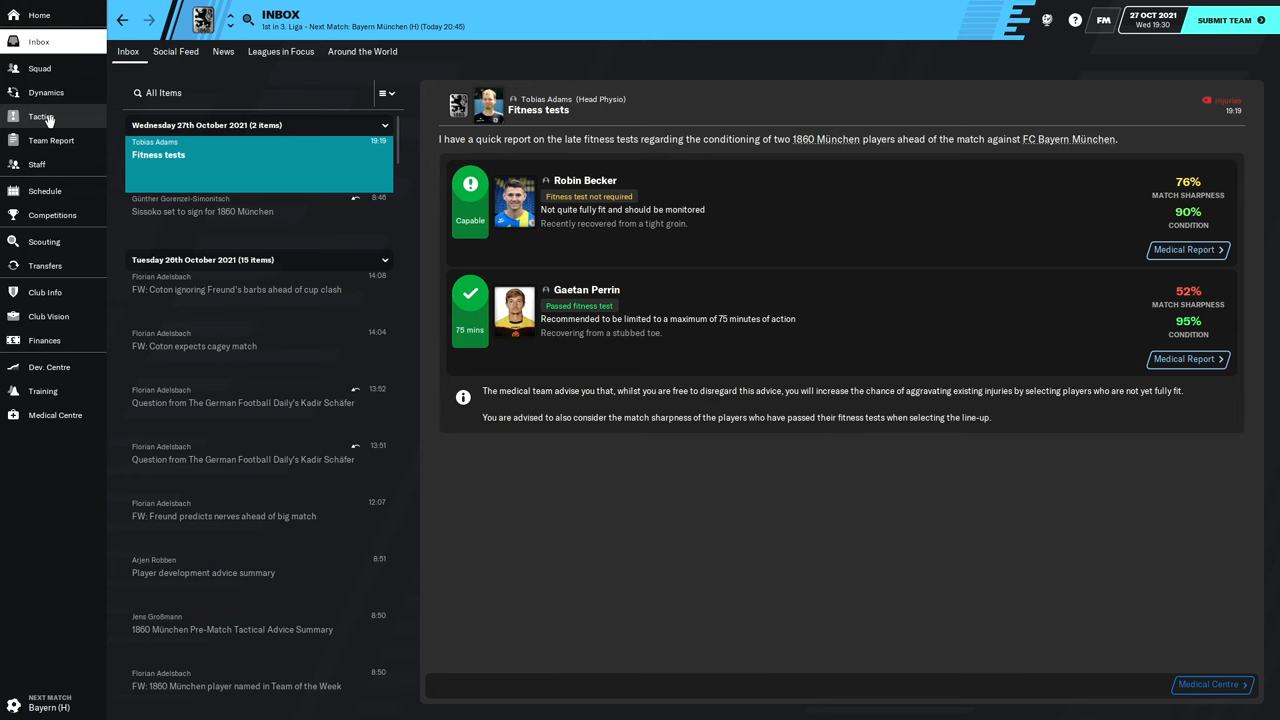 Home
Inbox
Squad
Dynamics
Tactics
Team Report
Staff
Schedule
Competitions
Scouting
Transfers
Club Info
Club Vision
Finances
Dev. Centre
Training
Medical Centre
NEXT MATCH
Bayern (H)
INBOX
1st in 3. Liga - Next Match: Bayern München (H) (Today 20:45)
FM
27 OCT 2021
Wed 19:30
SUBMIT TEAM
Inbox Social Feed News Leagues in Focus Around the World
All Items
Wednesday 27th October 2021 (2 items)
Tobias Adams 19:19
Fitness tests
Günther Gorenzel-Simonitsch 8:46
Sissoko set to sign for 1860 München
Tuesday 26th October 2021 (15 items)
Florian Adelsbach 14:08
FW: Coton ignoring Freund's barbs ahead of cup clash
Florian Adelsbach 14:04
FW: Coton expects cagey match
Florian Adelsbach 13:52
Question from The German Football Daily's Kadir Schäfer
Florian Adelsbach 13:51
Question from The German Football Daily's Kadir Schäfer
Florian Adelsbach 12:07
FW: Freund predicts nerves ahead of big match
Arjen Robben 8:51
Player development advice summary
Jens Großmann 8:50
1860 München Pre-Match Tactical Advice Summary
Florian Adelsbach 8:50
FW: 1860 München player named in Team of the Week
Tobias Adams (Head Physio)
Fitness tests
Injuries
19:19
I have a quick report on the late fitness tests regarding the conditioning of two 1860 München players ahead of the match against FC Bayern München.
Capable
Robin Becker
Fitness test not required
Not quite fully fit and should be monitored
Recently recovered from a tight groin.
76%
MATCH SHARPNESS
90%
CONDITION
Medical Report
75 mins
Gaetan Perrin
Passed fitness test
Recommended to be limited to a maximum of 75 minutes of action
Recovering from a stubbed toe.
52%
MATCH SHARPNESS
95%
CONDITION
Medical Report
The medical team advise you that, whilst you are free to disregard this advice, you will increase the chance of aggravating existing injuries by selecting players who are not yet fully fit.
You are advised to also consider the match sharpness of the players who have passed their fitness tests when selecting the line-up.
Medical Centre